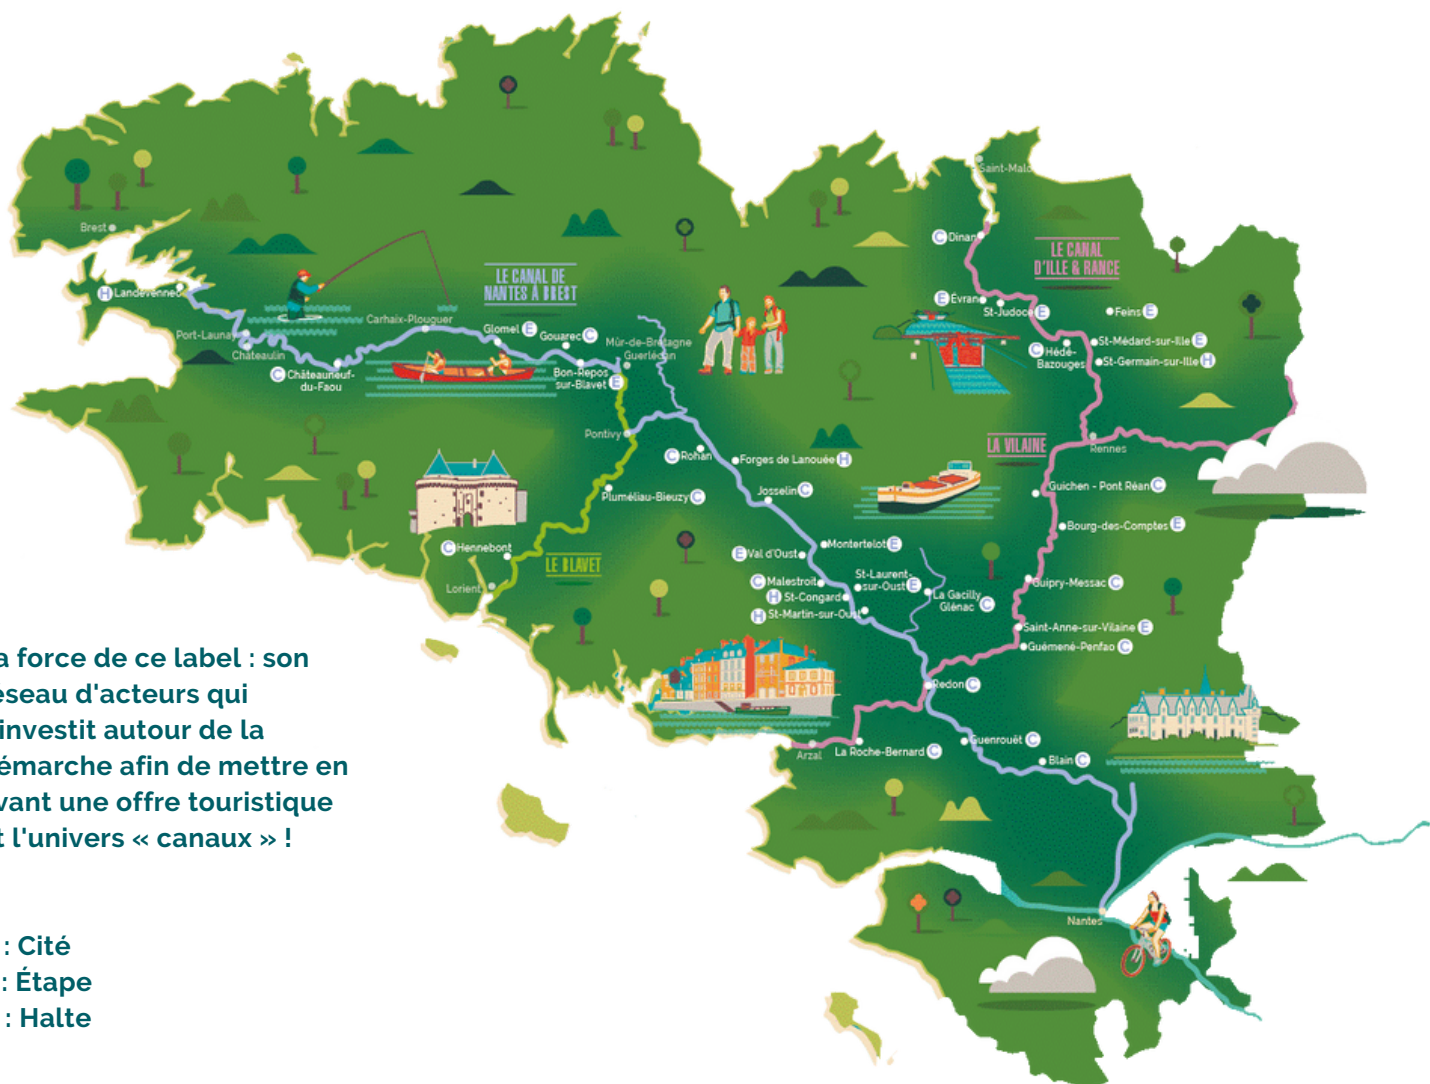 Saint-Malo
Brest
C Dinan
LE CANAL
D'ILLE & RANCE
LE CANAL DE
NANTES À BREST
H Landévennec
E Évran
St-Judoce E
Feins E
Port-Launay
Carhaix-Plouguer
Glomel E
Gouarec C
Mûr-de-Bretagne
Guerlédan
St-Médard-sur-Ille E
C Hédé-
Bazouges
St-Germain-sur-Ille H
Châteaulin
C Châteauneuf-
du-Faou
Bon-Repos
sur-Blavet E
Pontivy
LA VILAINE
Rennes
C Rohan
Forges de Lanouée H
Josselin C
Guichen - Pont Réan C
Pluméliau-Bieuzy C
Bourg-des-Comptes E
C Hennebont
LE BLAVET
E Val d'Oust
Montertelot E
Lorient
C Malestroit
St-Laurent-
sur-Oust E
Guipry-Messac C
H St-Congard
La Gacilly
Glénac C
H St-Martin-sur-Oust
Saint-Anne-sur-Vilaine E
Guémené-Penfao C
Redon C
Arzal
La Roche-Bernard C
Guenrouët C
Blain C
Nantes
a force de ce label : son
éseau d'acteurs qui
investit autour de la
émarche afin de mettre en
vant une offre touristique
t l'univers « canaux » !
: Cité
: Étape
: Halte